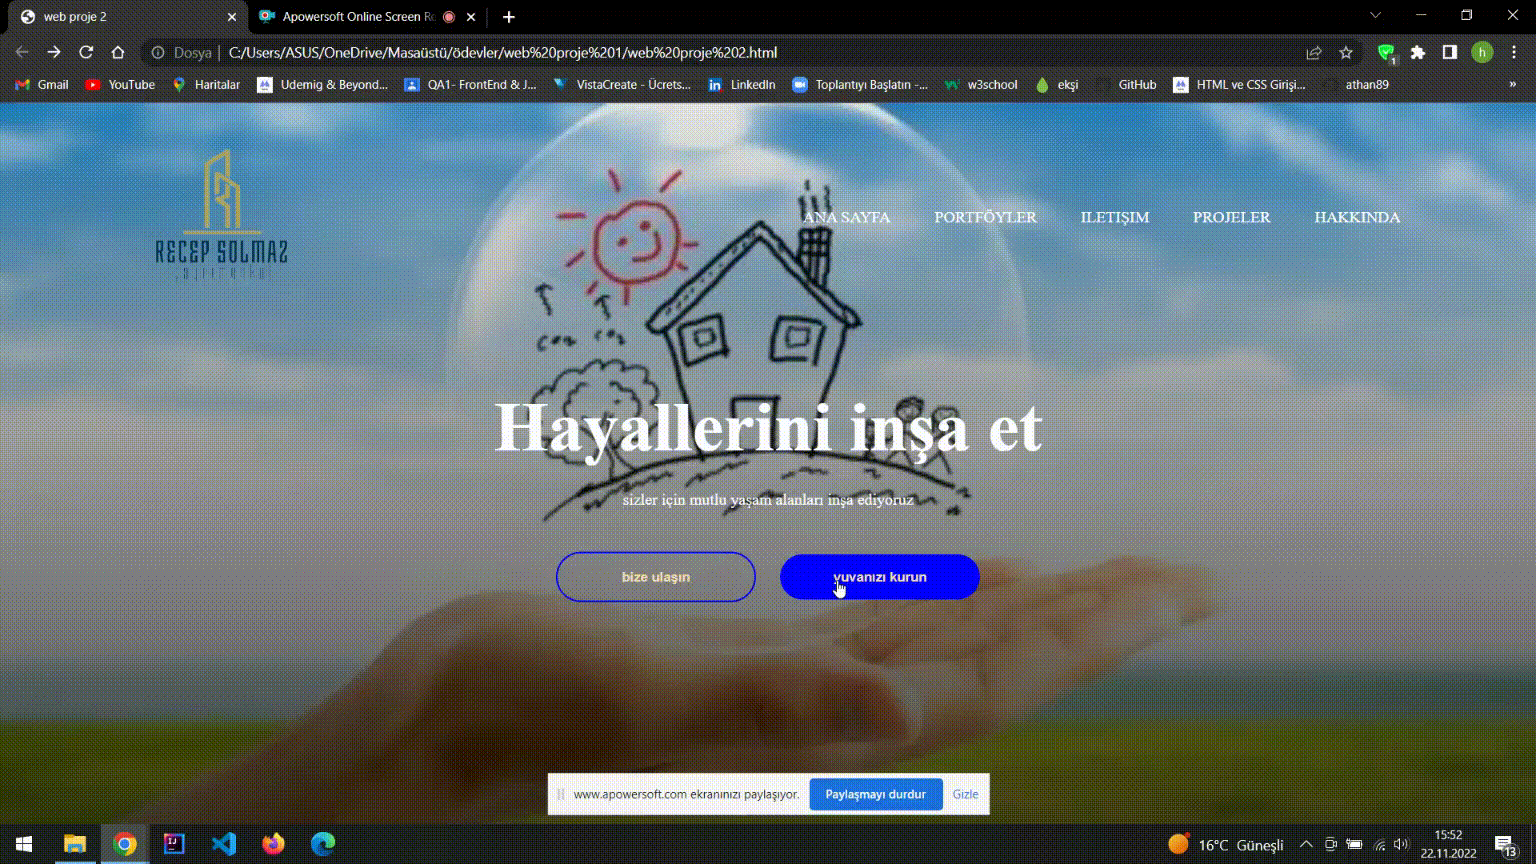 web proje 2
Apowersoft Online Screen Re
Dosya
C:/Users/ASUS/OneDrive/Masaüstü/ödevler/web%20proje%201/web%20proje%202.html
1
h
Gmail
YouTube
Haritalar
Udemig & Beyond...
QA1- FrontEnd & J...
VistaCreate - Ücrets...
LinkedIn
Toplantıyı Başlatın -...
w3school
ekşi
GitHub
HTML ve CSS Girişi...
athan89
»
RECEP SOLMAZ
ANA SAYFA
PORTFÖYLER
ILETIŞIM
PROJELER
HAKKINDA
Hayallerini inşa et
sizler için mutlu yaşam alanları inşa ediyoruz
bize ulaşın
yuvanızı kurun
www.apowersoft.com ekranınızı paylaşıyor.
Paylaşmayı durdur
Gizle
16°C Güneşli
15:52
22.11.2022
13